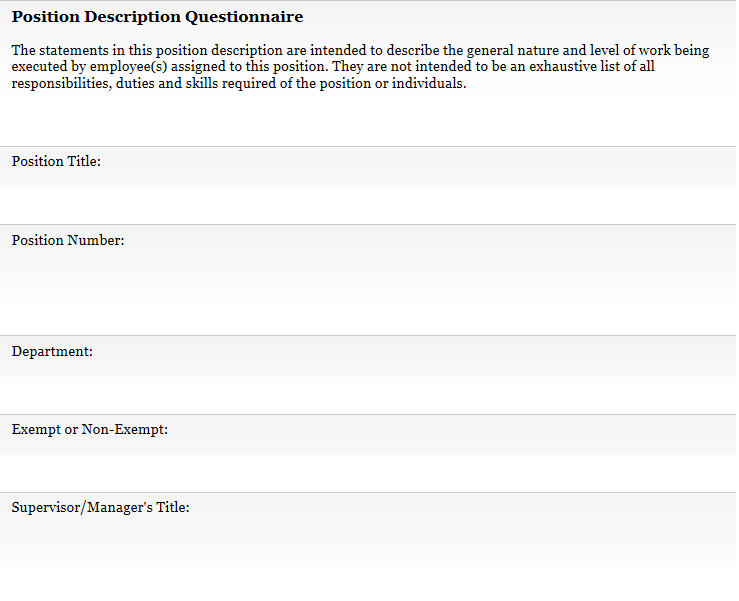 Position Description Questionnaire
The statements in this position description are intended to describe the general nature and level of work being
executed by employee(s) assigned to this position. They are not intended to be an exhaustive list of all
responsibilities, duties and skills required of the position or individuals.
Position Title:
Position Number:
Department:
Exempt or Non-Exempt:
Supervisor/Manager's Title: